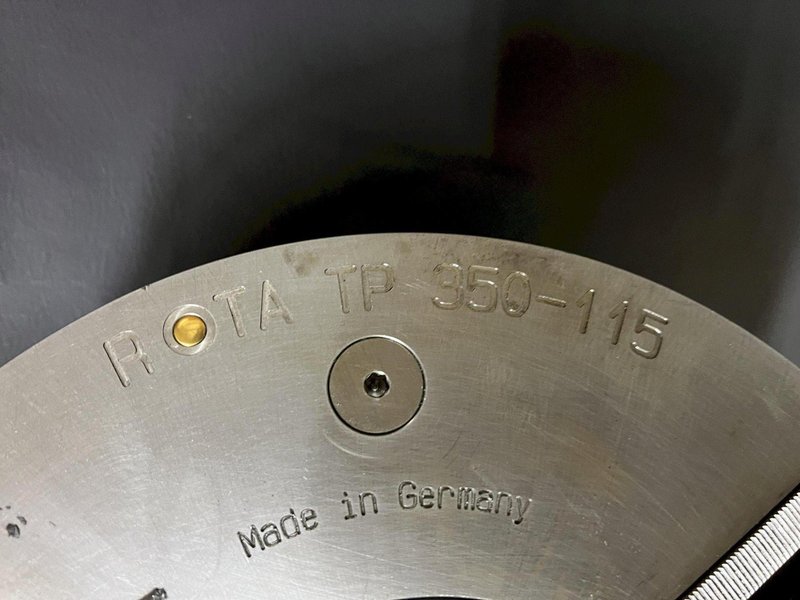 ROTA TP 350-115
Made in Germany